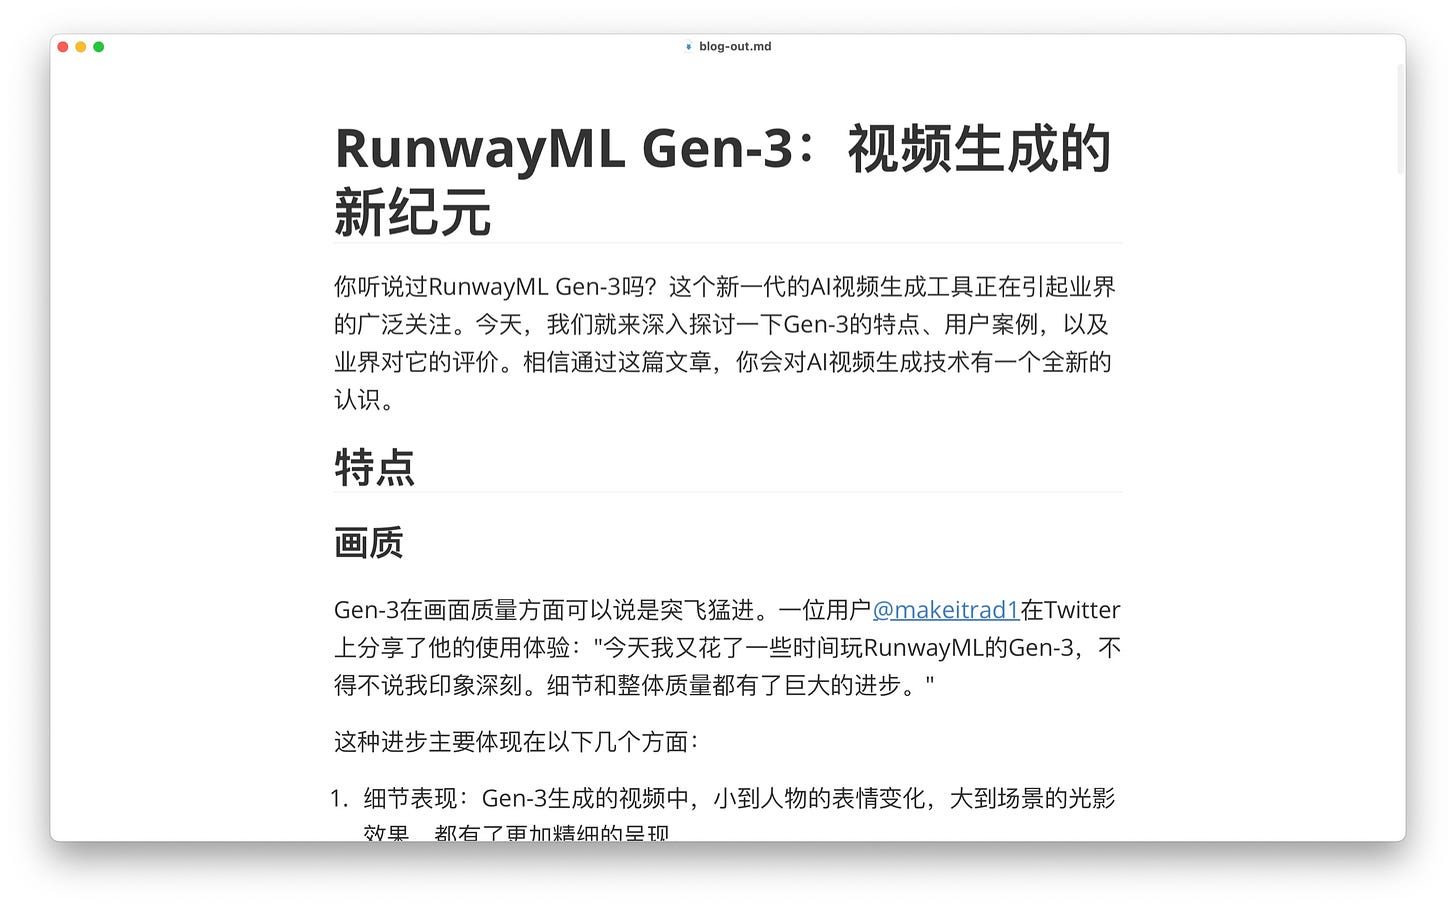 blog-out.md
RunwayML Gen-3：视频生成的
新纪元
你听说过RunwayML Gen-3吗？这个新一代的AI视频生成工具正在引起业界
的广泛关注。今天，我们就来深入探讨一下Gen-3的特点、用户案例，以及
业界对它的评价。相信通过这篇文章，你会对AI视频生成技术有一个全新的
认识。
特点
画质
Gen-3在画面质量方面可以说是突飞猛进。一位用户@makeitrad1在Twitter
上分享了他的使用体验："今天我又花了一些时间玩RunwayML的Gen-3，不
得不说我印象深刻。细节和整体质量都有了巨大的进步。"
这种进步主要体现在以下几个方面：
1. 细节表现：Gen-3生成的视频中，小到人物的表情变化，大到场景的光影
效果，都有了更加精细的呈现